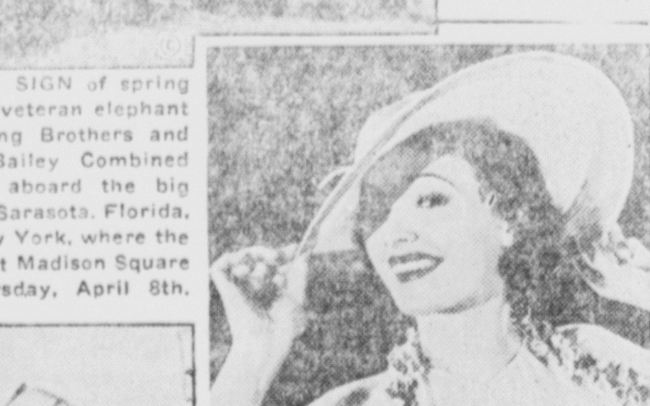 SIGN of spring
veteran elephant
ng Brothers and
Bailey Combined
aboard the big
Sarasota, Florida,
York, where the
t Madison Square
sday, April 8th.